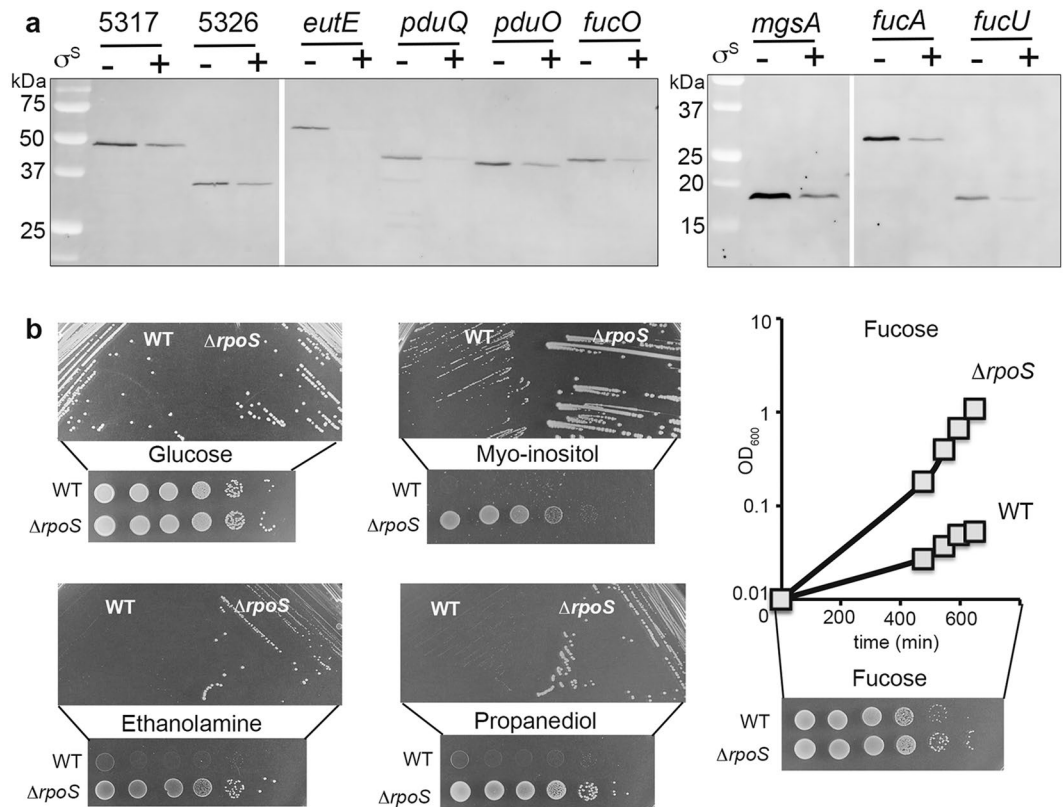 a
5317 5326 eutE pduQ pduO fucO mgsA fucA fucU
σS - + - + - + - + - + - + σS - + - + - +
kDa
75
50
37
25
kDa
37
25
20
15
b
WT ΔrpoS
Glucose
WT
ΔrpoS
WT ΔrpoS
Myo-inositol
WT
ΔrpoS
WT ΔrpoS
Ethanolamine
WT
ΔrpoS
WT ΔrpoS
Propanediol
WT
ΔrpoS
Fucose
10
1
0.1
0.01
OD600
ΔrpoS
WT
0 200 400 600
time (min)
Fucose
WT
ΔrpoS